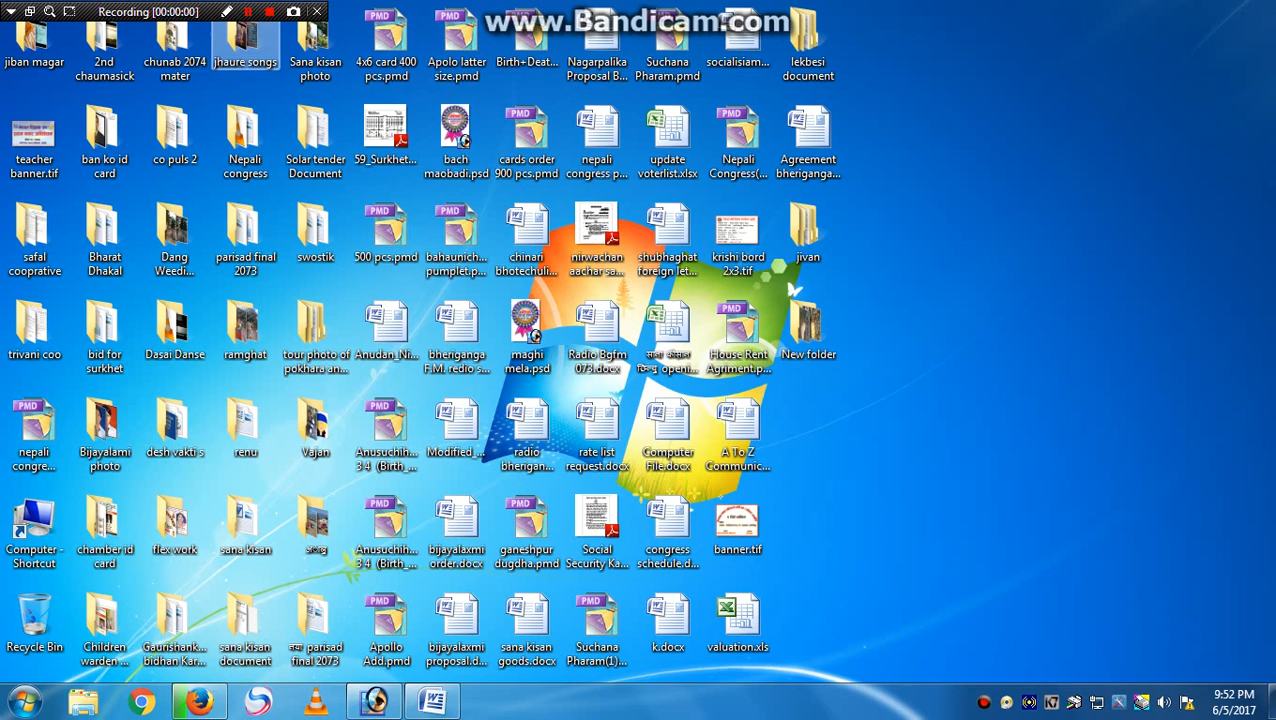 Recording [00:00:00]
www.Bandicam.com
jiban magar
2nd chaumasick
chunab 2074 mater
jhaure songs
Sana kisan photo
4x6 card 400 pcs.pmd
Apolo latter size.pmd
Birth+Deat...
Nagarpalika Proposal B...
Suchana Pharam.pmd
socialisiam...
lekbesi document
teacher banner.tif
ban ko id card
co puls 2
Nepali congress
Solar tender Document
59_Surkhet...
bach maobadi.psd
cards order 900 pcs.pmd
nepali congress p...
update voterlist.xlsx
Nepali Congress(...
Agreement bheriganga...
safal cooprative
Bharat Dhakal
Dang Weedi...
parisad final 2073
swostik
500 pcs.pmd
bahaunich... pumplet.p...
chinari bhotechuli...
nirwachan aachar sa...
shubhaghat foreign let...
krishi bord 2x3.tif
jivan
trivani coo
bid for surkhet
Dasai Danse
ramghat
tour photo of pokhara an...
Anudan_Ni...
bheriganga F.M. redio s...
maghi mela.psd
Radio Bgfm 073.docx
openi...
House Rent Agriment.p...
New folder
nepali congre...
Bijayalami photo
desh vakti s
renu
Vajan
Anusuchih... 3 4 (Birth_...
Modified_...
radio bherigan...
rate list request.docx
Computer File.docx
A To Z Communic...
Computer - Shortcut
chamber id card
flex work
sana kisan
Anusuchih... 3 4 (Birth_...
bijayalaxmi order.docx
ganeshpur dugdha.pmd
Social Security Ka...
congress schedule.d...
banner.tif
Recycle Bin
Children warden ...
Gaurishank... bidhan Kar...
sana kisan document
parisad final 2073
Apollo Add.pmd
bijayalaxmi proposal.d...
sana kisan goods.docx
Suchana Pharam(1)...
k.docx
valuation.xls
9:52 PM
6/5/2017